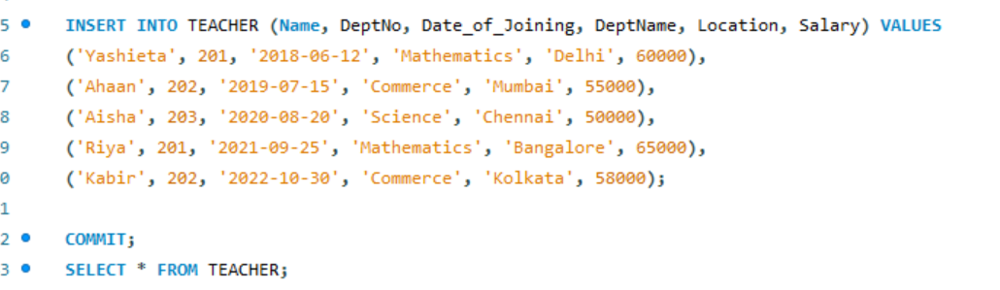 5 INSERT INTO TEACHER (Name, DeptNo, Date_of_Joining, DeptName, Location, Salary) VALUES
6 ('Yashieta', 201, '2018-06-12', 'Mathematics', 'Delhi', 60000),
7 ('Ahaan', 202, '2019-07-15', 'Commerce', 'Mumbai', 55000),
8 ('Aisha', 203, '2020-08-20', 'Science', 'Chennai', 50000),
9 ('Riya', 201, '2021-09-25', 'Mathematics', 'Bangalore', 65000),
0 ('Kabir', 202, '2022-10-30', 'Commerce', 'Kolkata', 58000);
1
2 COMMIT;
3 SELECT * FROM TEACHER;